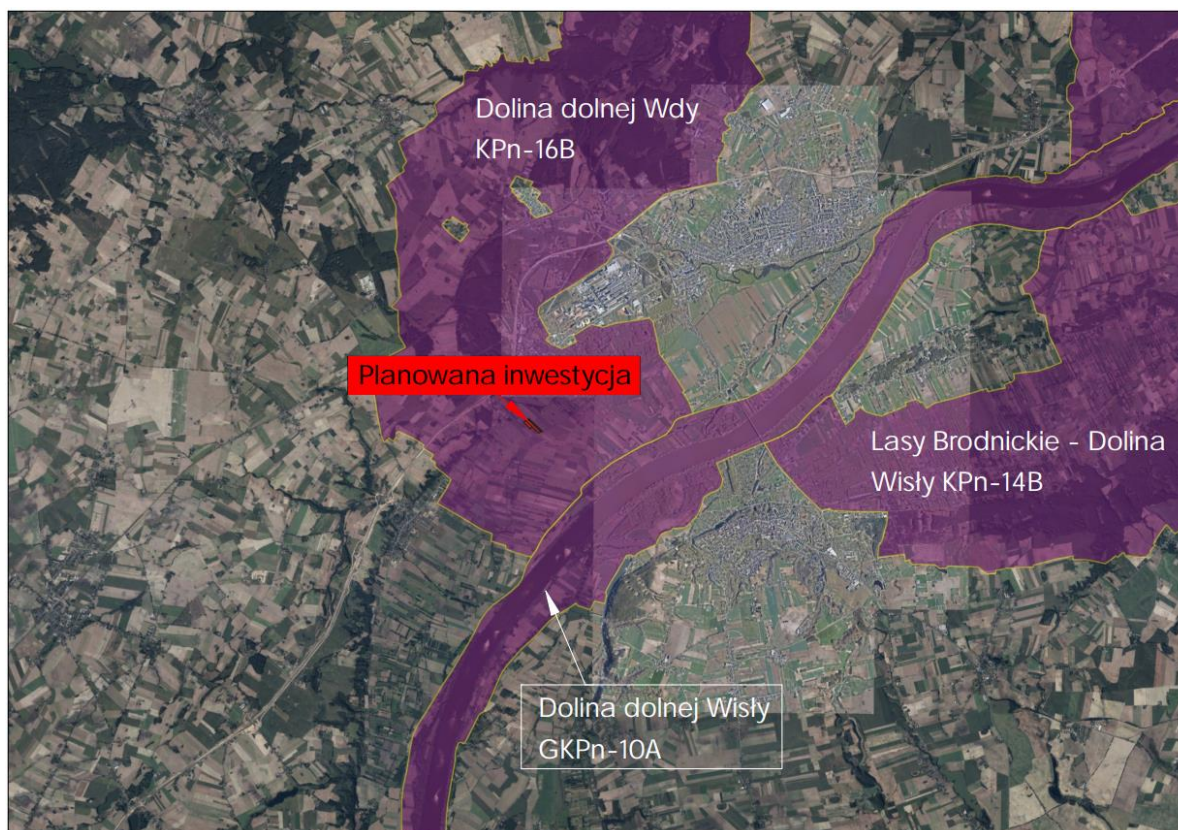 Dolina dolnej Wdy
KPn-16B
Planowana inwestycja
Lasy Brodnickie - Dolina
Wisły KPn-14B
Dolina dolnej Wisły
GKPn-10A